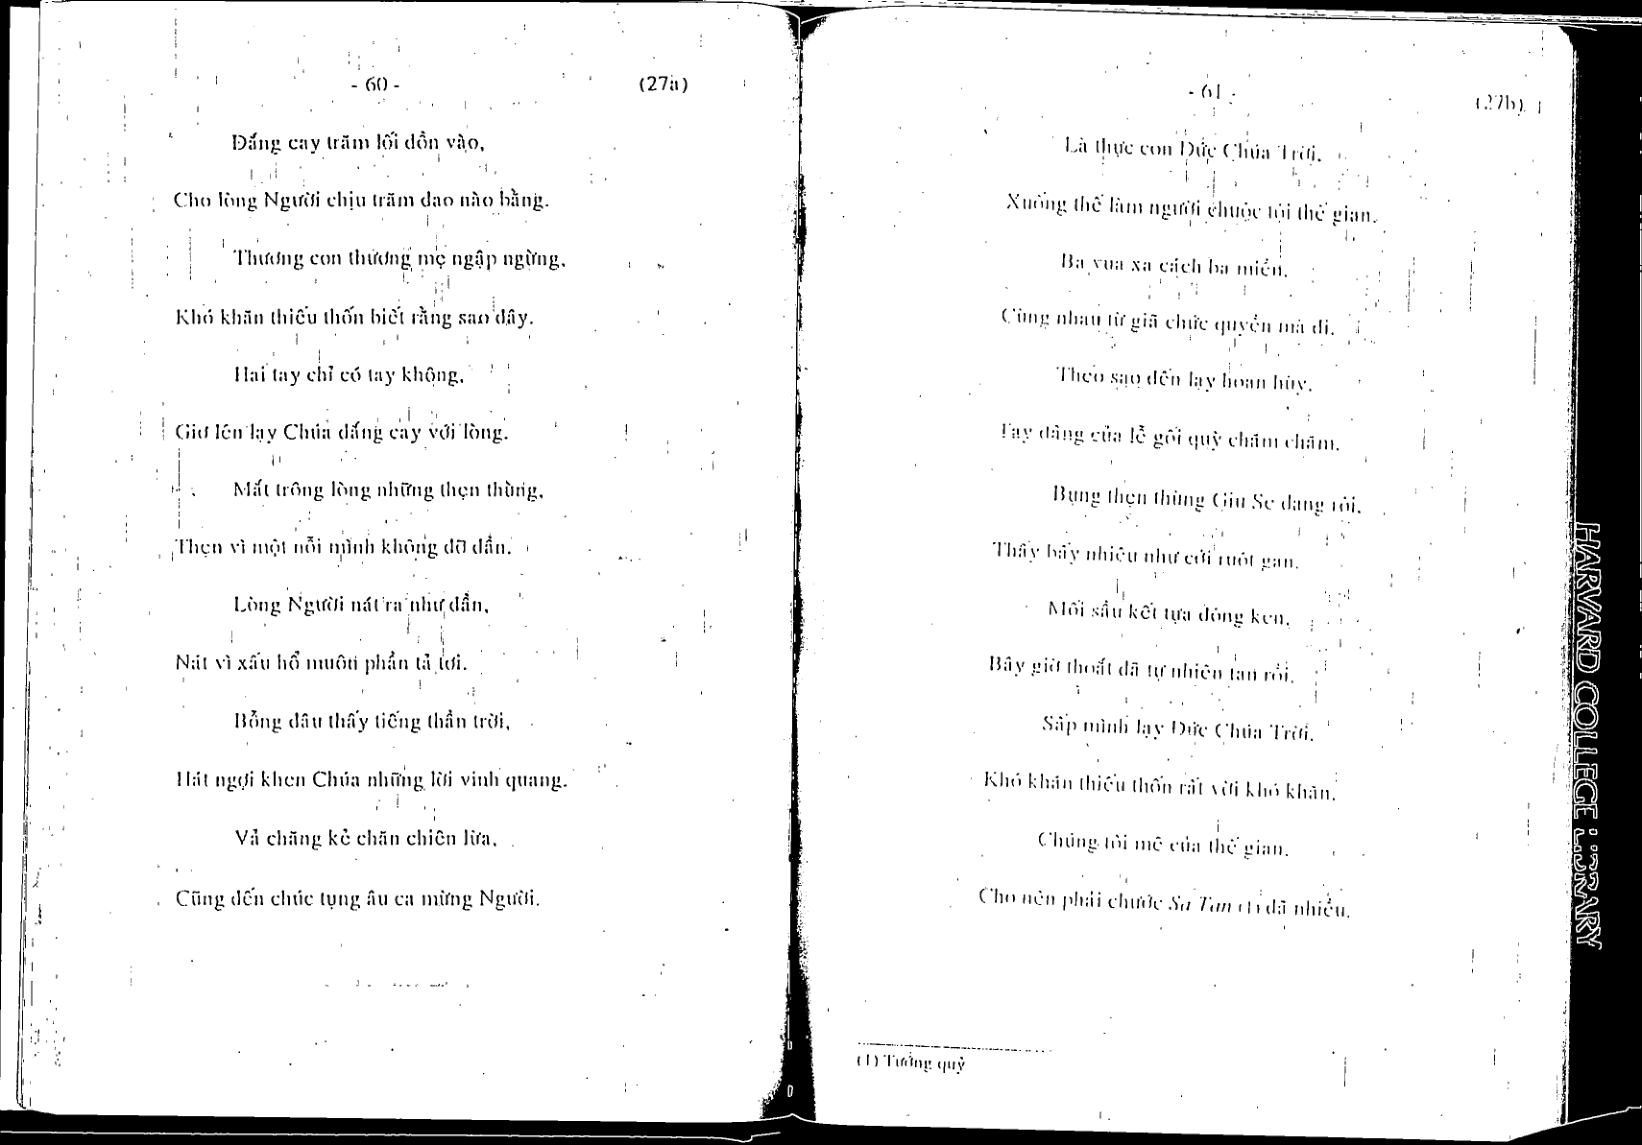 - 60 -
(27a)
Đắng cay trăm lối dồn vào,
Cho lòng Người chịu trăm dao nào bằng.
Thương con thương mẹ ngập ngừng,
Khó khăn thiếu thốn biết rằng sao đây.
Hai tay chỉ có tay không,
Giơ lên lạy Chúa đắng cay với lòng.
Mắt trông lòng những thẹn thùng,
Thẹn vì một nỗi mình không đỡ đần.
Lòng Người nát ra như dần,
Nát vì xấu hổ muôn phần tả tơi.
Bỗng đâu thấy tiếng thần trời,
Hát ngợi khen Chúa những lời vinh quang.
Vả chăng kẻ chăn chiên lừa,
Cũng đến chúc tụng âu ca mừng Người.
- 61 -
(27b)
Là thực con Đức Chúa Trời,
Xuống thế làm người chuộc tội thế gian.
Ba vua xa cách ba miền,
Cùng nhau từ giã chức quyền mà đi.
Theo sao đến lạy hoan hùy,
Tay dâng của lễ gối quỳ chăm chăm.
Bụng thẹn thùng Giu Se đang rối,
Thấy bấy nhiêu như cởi ruột gan.
Mối sầu kết tựa đóng ken,
Bây giờ thoắt đã tự nhiên tan rồi.
Sấp mình lạy Đức Chúa Trời,
Khó khăn thiếu thốn rất vời khó khăn.
Chúng tôi mê của thế gian,
Cho nên phải chước Sa Tan (1) đã nhiều.
(1) Tướng quỷ
HARVARD COLLEGE LIBRARY